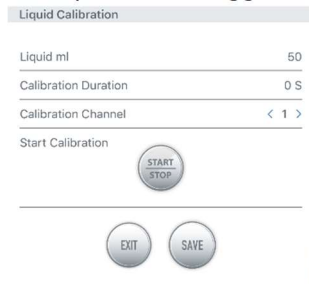 Liquid Calibration
Liquid ml 50
Calibration Duration 0 S
Calibration Channel < 1 >
Start Calibration
START
STOP
EXIT SAVE